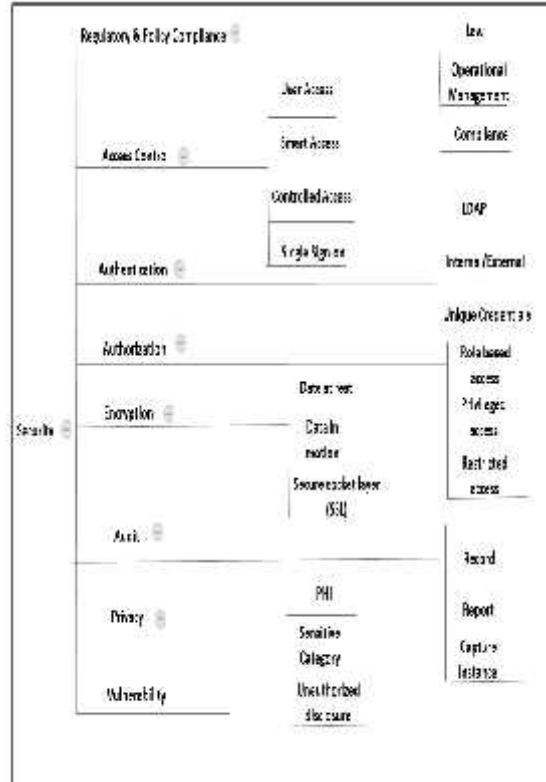 Regulatory & Policy Compliance
Law
Operational
Management
Compliance
User Access
Smart Access
Access Control
Controlled Access
Single Sign on
LDAP
Internal/External
Authentication
Unique Credentials
Authorization
Role based
access
Privileged
access
Restricted
access
Encryption
Date at rest
Data In
motion
Secure socket layer
(SSL)
Security
Audit
Record
Report
Capture
Instance
Privacy
PHI
Sensitive
Category
Vulnerability
Unauthorized
disclosure